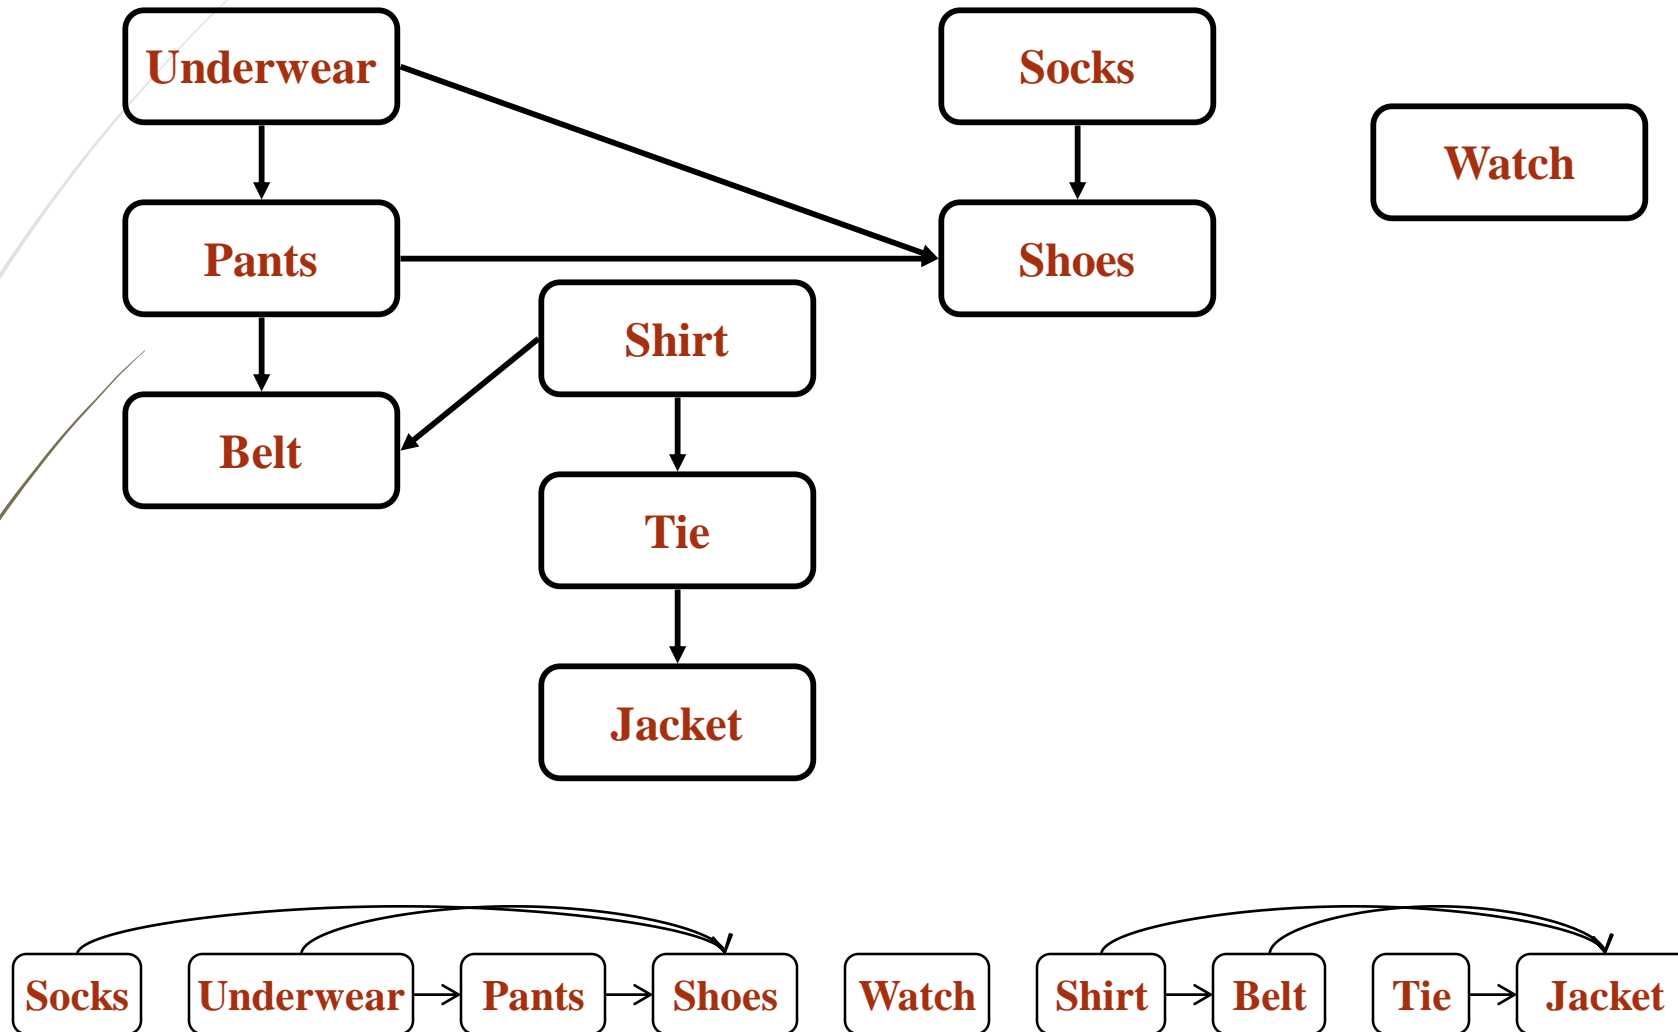 Underwear
Socks
Watch
Pants
Shoes
Shirt
Belt
Tie
Jacket
Socks Underwear Pants Shoes Watch Shirt Belt Tie Jacket